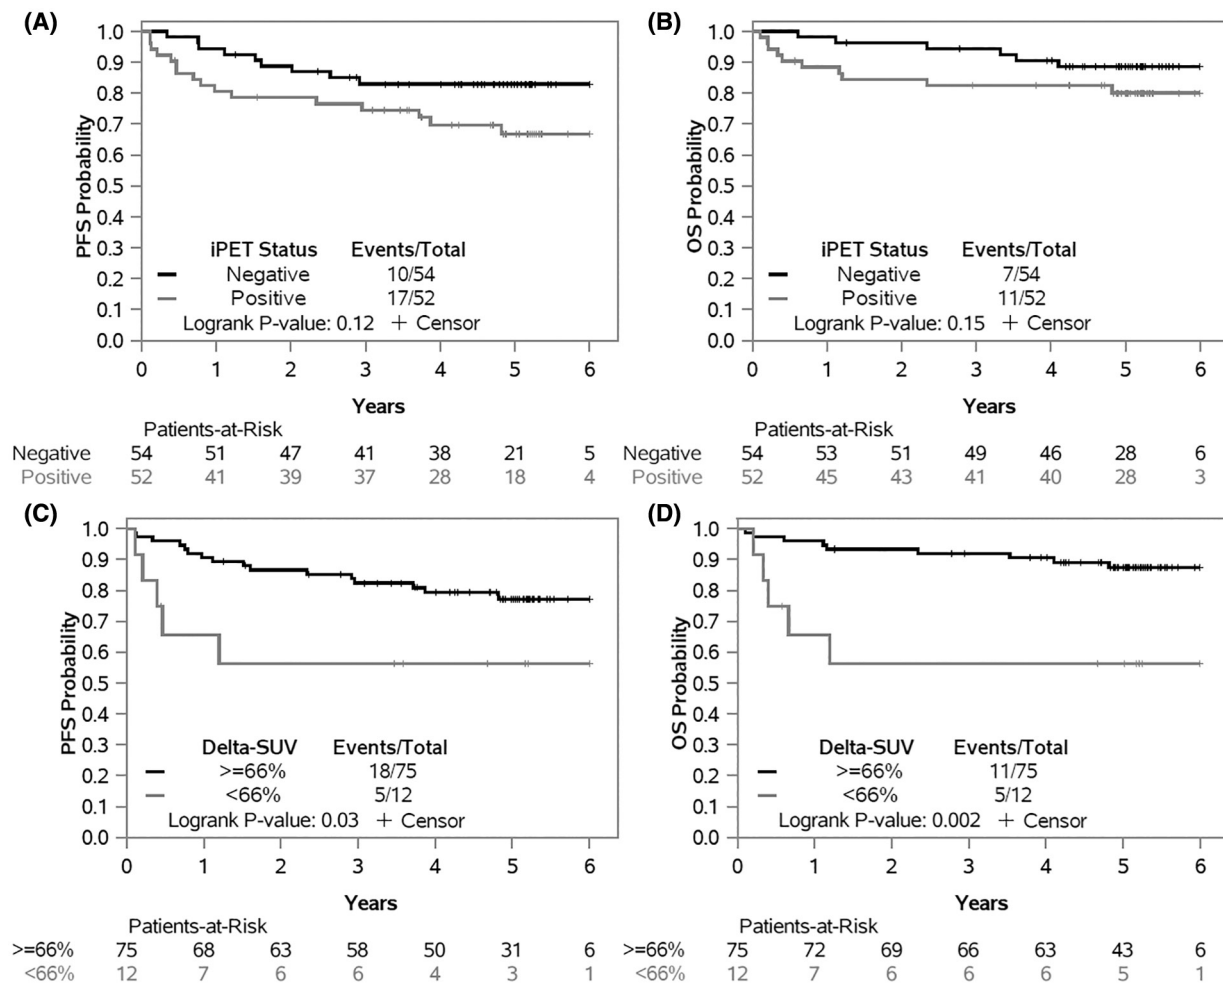 (A)
1.0
0.9
0.8
0.7
0.6
0.5
0.4
0.3
0.2
0.1
0.0
PFS Probability
iPET Status Events/Total
Negative 10/54
Positive 17/52
Logrank P-value: 0.12 + Censor
0 1 2 3 4 5 6
Years
Patients-at-Risk
Negative 54 51 47 41 38 21 5
Positive 52 41 39 37 28 18 4
(B)
1.0
0.9
0.8
0.7
0.6
0.5
0.4
0.3
0.2
0.1
0.0
OS Probability
iPET Status Events/Total
Negative 7/54
Positive 11/52
Logrank P-value: 0.15 + Censor
0 1 2 3 4 5 6
Years
Patients-at-Risk
Negative 54 53 51 49 46 28 6
Positive 52 45 43 41 40 28 3
(C)
1.0
0.9
0.8
0.7
0.6
0.5
0.4
0.3
0.2
0.1
0.0
PFS Probability
Delta-SUV Events/Total
>=66% 18/75
<66% 5/12
Logrank P-value: 0.03 + Censor
0 1 2 3 4 5 6
Years
Patients-at-Risk
>=66% 75 68 63 58 50 31 6
<66% 12 7 6 6 4 3 1
(D)
1.0
0.9
0.8
0.7
0.6
0.5
0.4
0.3
0.2
0.1
0.0
OS Probability
Delta-SUV Events/Total
>=66% 11/75
<66% 5/12
Logrank P-value: 0.002 + Censor
0 1 2 3 4 5 6
Years
Patients-at-Risk
>=66% 75 72 69 66 63 43 6
<66% 12 7 6 6 6 5 1